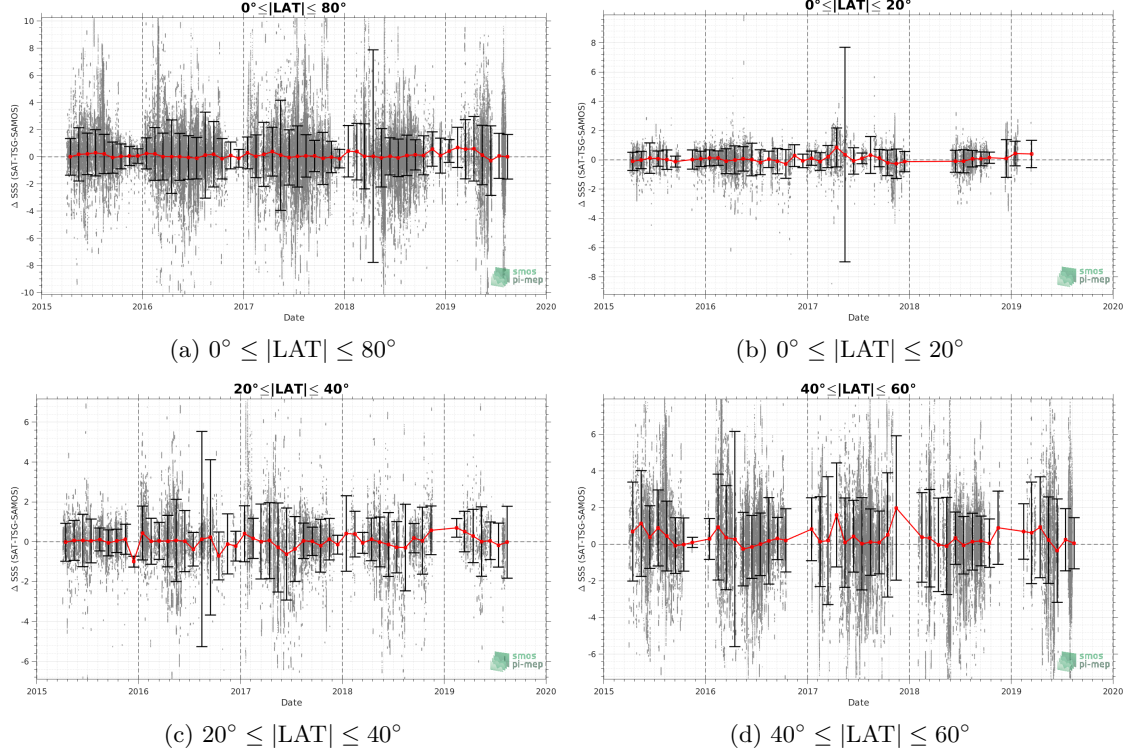 0°≤|LAT|≤ 80°
Δ SSS (SAT-TSG-SAMOS)
10
8
6
4
2
0
-2
-4
-6
-8
-10
2015 2016 2017 2018 2019 2020
Date
smos
pi-mep
(a) 0° ≤ |LAT| ≤ 80°
0°≤|LAT|≤ 20°
Δ SSS (SAT-TSG-SAMOS)
8
6
4
2
0
-2
-4
-6
-8
2015 2016 2017 2018 2019 2020
Date
smos
pi-mep
(b) 0° ≤ |LAT| ≤ 20°
20°≤|LAT|≤ 40°
Δ SSS (SAT-TSG-SAMOS)
6
4
2
0
-2
-4
-6
2015 2016 2017 2018 2019 2020
Date
smos
pi-mep
(c) 20° ≤ |LAT| ≤ 40°
40°≤|LAT|≤ 60°
Δ SSS (SAT-TSG-SAMOS)
6
4
2
0
-2
-4
-6
2015 2016 2017 2018 2019 2020
Date
smos
pi-mep
(d) 40° ≤ |LAT| ≤ 60°